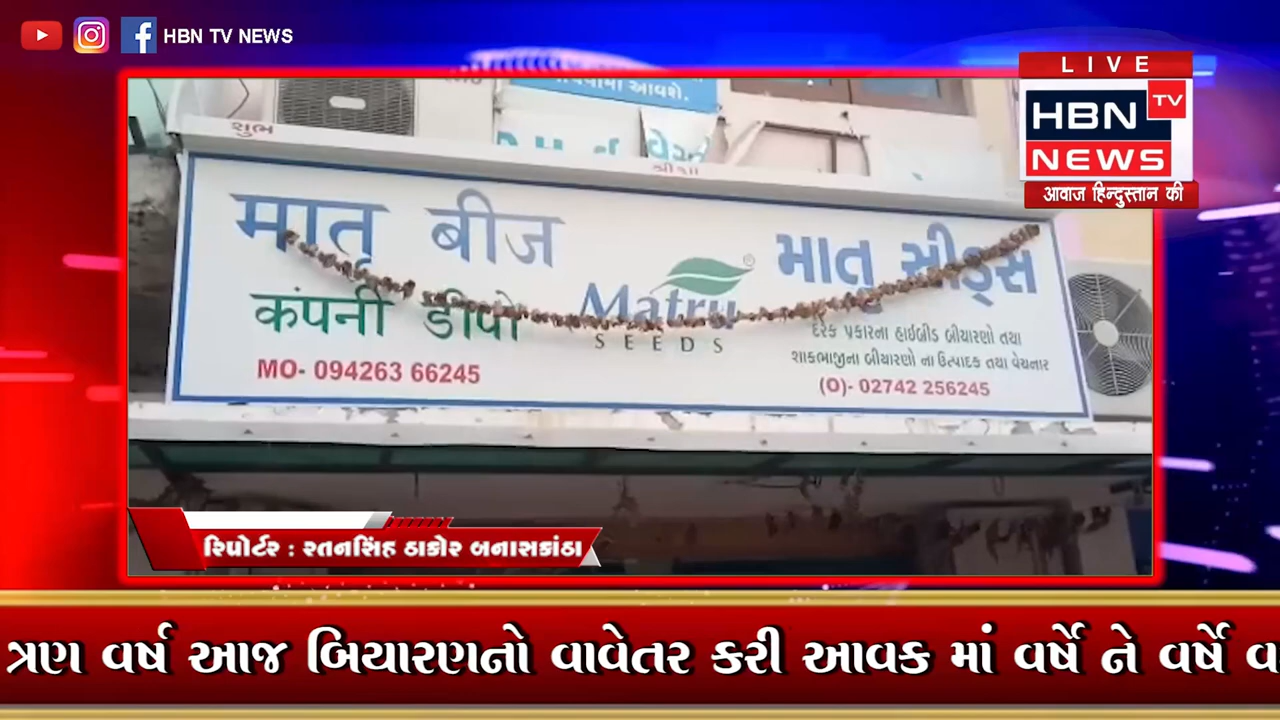 HBN TV NEWS
LIVE
HBN TV
NEWS
आवाज हिन्दुस्तान की
આવશે.
શુભ
मातृ बीज
कंपनी डीपो
MO- 094263 66245
Matru
SEEDS
®
માતૃ સીડ્સ
દરેક પ્રકારના હાઈબ્રીડ બીયારણો તથા
શાકભાજીના બીયારણો ના ઉત્પાદક તથા વેચનાર
(O)- 02742 256245
રિપોર્ટર : રતનસિંહ ઠાકોર બનાસકાંઠા
ત્રણ વર્ષ આજ બિયારણનો વાવેતર કરી આવક માં વર્ષે ને વર્ષે વ